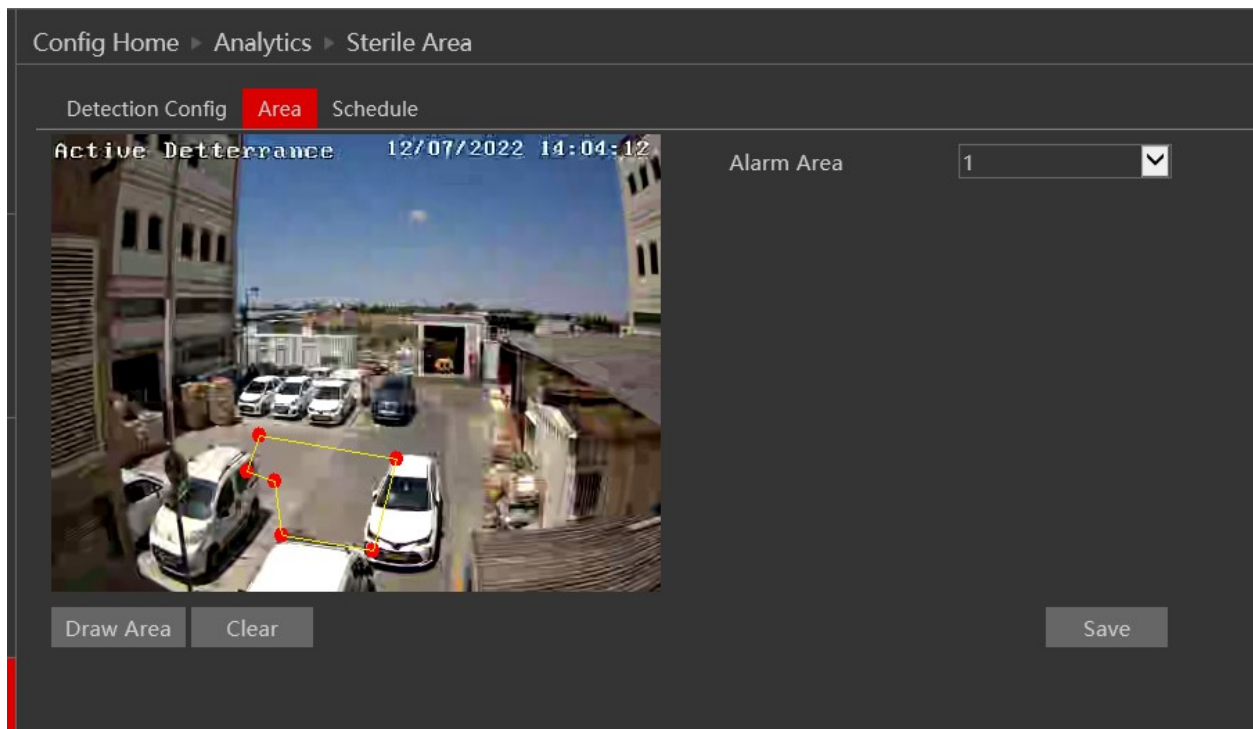 Config Home ▸ Analytics ▸ Sterile Area
Detection Config Area Schedule
Active Detterrance 12/07/2022 14:04:12
Alarm Area 1
Draw Area Clear Save